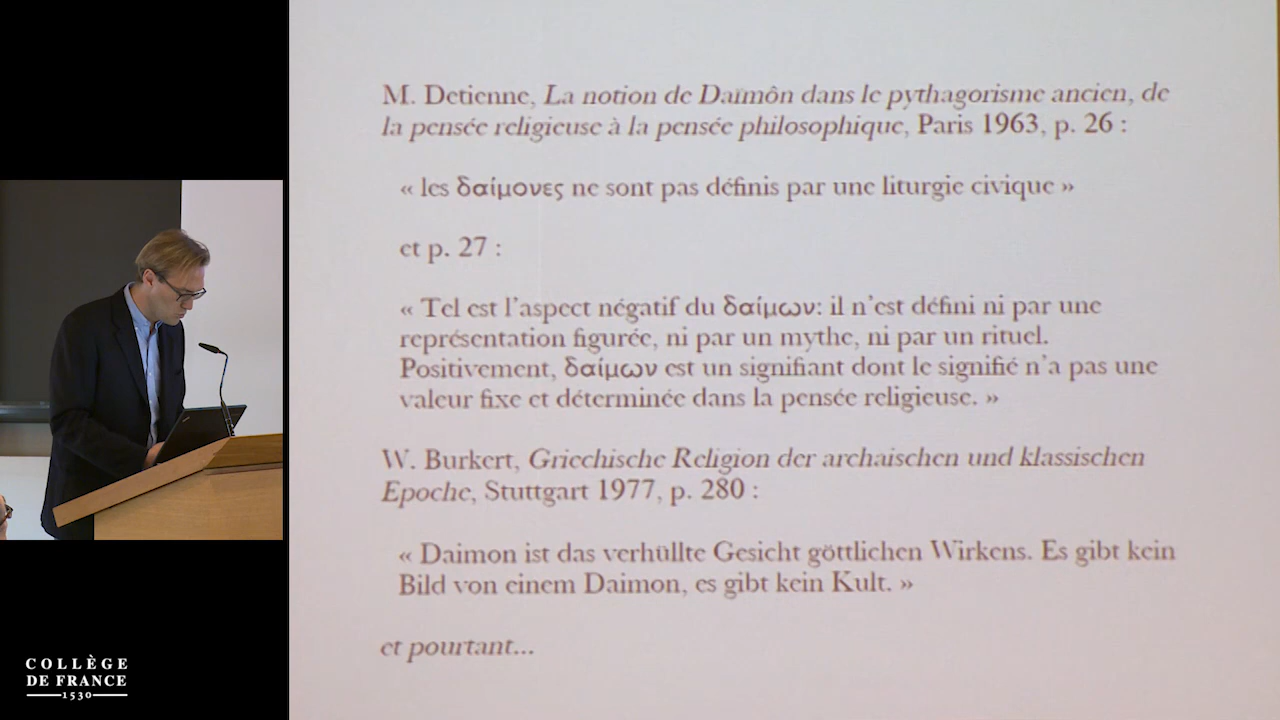 M. Detienne, La notion de Daïmôn dans le pythagorisme ancien, de
la pensée religieuse à la pensée philosophique, Paris 1963, p. 26 :
« les δαίμονες ne sont pas définis par une liturgie civique »
et p. 27 :
« Tel est l’aspect négatif du δαίμων: il n’est défini ni par une
représentation figurée, ni par un mythe, ni par un rituel.
Positivement, δαίμων est un signifiant dont le signifié n’a pas une
valeur fixe et déterminée dans la pensée religieuse. »
W. Burkert, Griechische Religion der archaischen und klassischen
Epoche, Stuttgart 1977, p. 280 :
« Daimon ist das verhüllte Gesicht göttlichen Wirkens. Es gibt kein
Bild von einem Daimon, es gibt kein Kult. »
et pourtant...
COLLÈGE
DE FRANCE
1530